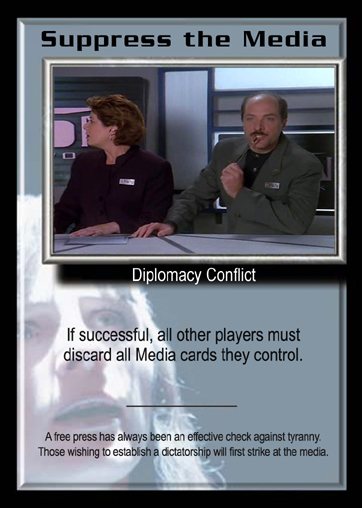 Suppress the Media
Diplomacy Conflict
If successful, all other players must
discard all Media cards they control.
A free press has always been an effective check against tyranny.
Those wishing to establish a dictatorship will first strike at the media.